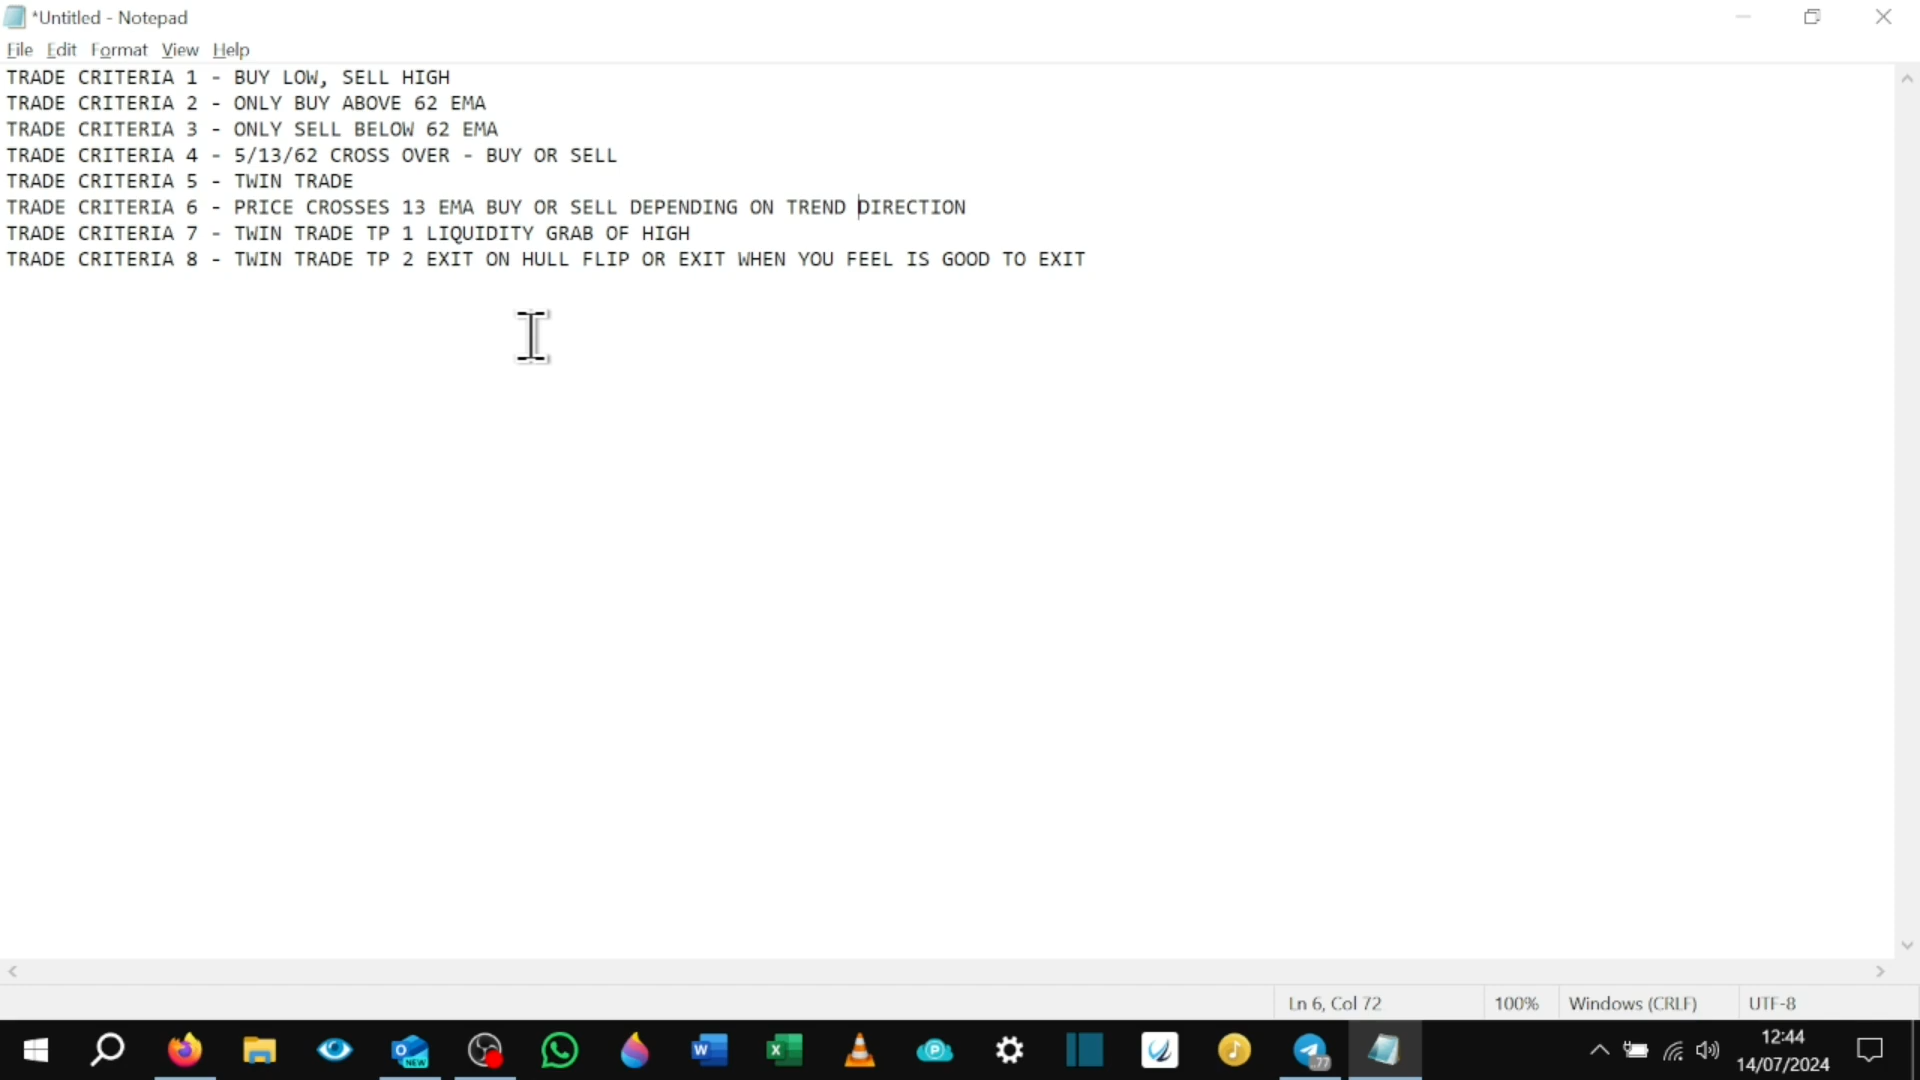 *Untitled - Notepad
File Edit Format View Help
TRADE CRITERIA 1 - BUY LOW, SELL HIGH
TRADE CRITERIA 2 - ONLY BUY ABOVE 62 EMA
TRADE CRITERIA 3 - ONLY SELL BELOW 62 EMA
TRADE CRITERIA 4 - 5/13/62 CROSS OVER - BUY OR SELL
TRADE CRITERIA 5 - TWIN TRADE
TRADE CRITERIA 6 - PRICE CROSSES 13 EMA BUY OR SELL DEPENDING ON TREND DIRECTION
TRADE CRITERIA 7 - TWIN TRADE TP 1 LIQUIDITY GRAB OF HIGH
TRADE CRITERIA 8 - TWIN TRADE TP 2 EXIT ON HULL FLIP OR EXIT WHEN YOU FEEL IS GOOD TO EXIT
Ln 6, Col 72 100% Windows (CRLF) UTF-8
NEW
77
12:44
14/07/2024